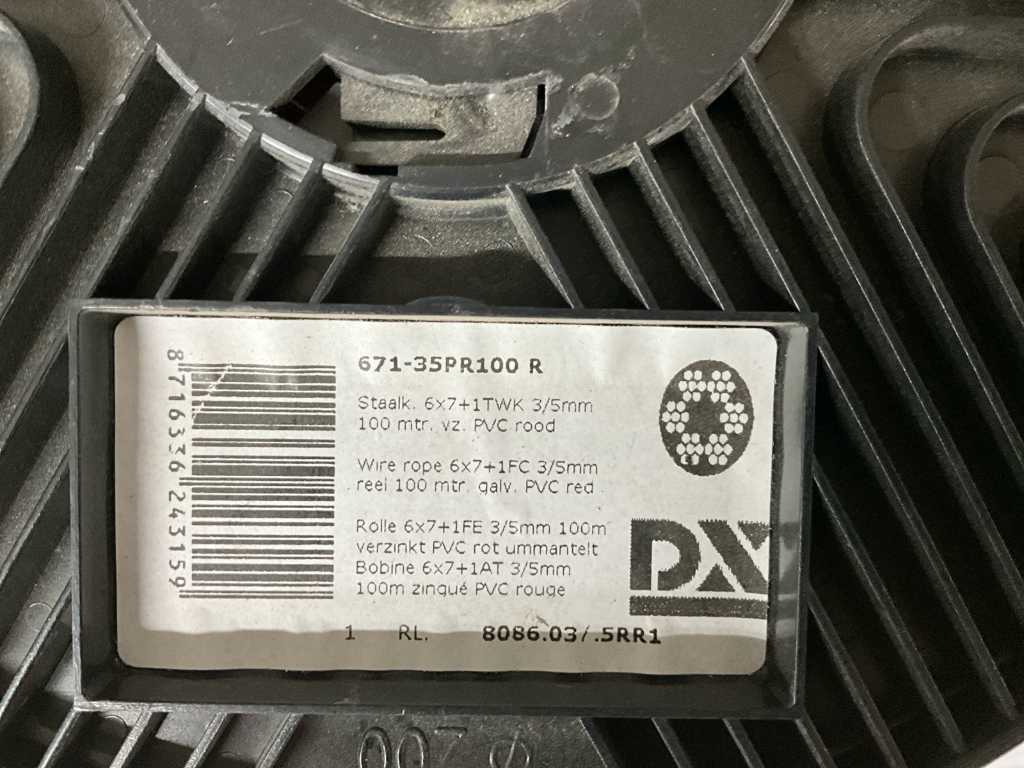 671-35PR100 R
Staalk. 6x7+1TWK 3/5mm
100 mtr. vz. PVC rood
Wire rope 6x7+1FC 3/5mm
reel 100 mtr. galv. PVC red
Rolle 6x7+1FE 3/5mm 100m
verzinkt PVC rot ummantelt
Bobine 6x7+1AT 3/5mm
100m zinqué PVC rouge
1 RL. 8086.03/.5RR1
8 716336 243159
DX
Φ 200